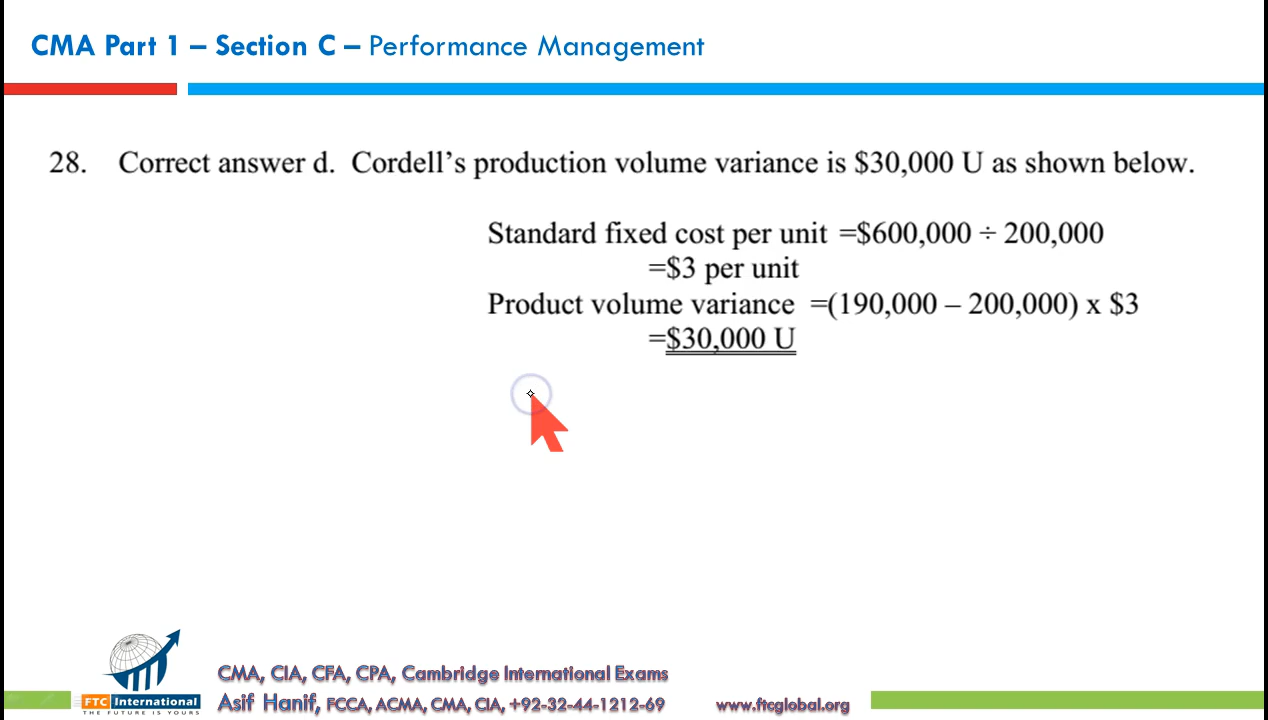 CMA Part 1 – Section C – Performance Management
28. Correct answer d. Cordell's production volume variance is $30,000 U as shown below.
Standard fixed cost per unit =$600,000 ÷ 200,000
=$3 per unit
Product volume variance =(190,000 – 200,000) x $3
=$30,000 U
CMA, CIA, CFA, CPA, Cambridge International Exams
FTC International
THE FUTURE IS YOURS
Asif Hanif, FCCA, ACMA, CMA, CIA, +92-32-44-1212-69 www.ftcglobal.org